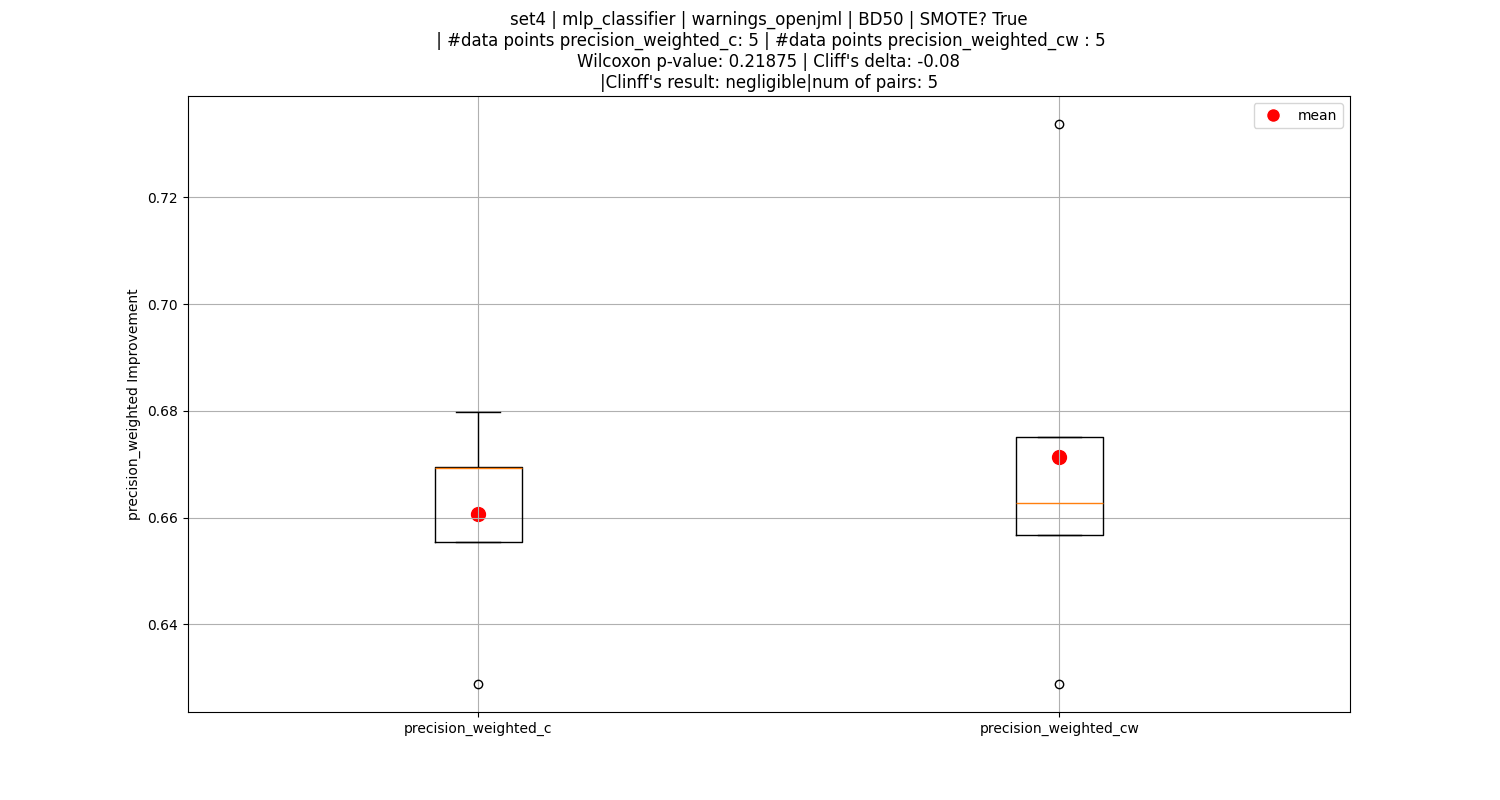 set4 | mlp_classifier | warnings_openjml | BD50 | SMOTE? True
| #data points precision_weighted_c: 5 | #data points precision_weighted_cw : 5
Wilcoxon p-value: 0.21875 | Cliff's delta: -0.08
|Clinff's result: negligible|num of pairs: 5
mean
0.72
0.70
0.68
0.66
0.64
precision_weighted Improvement
precision_weighted_c
precision_weighted_cw